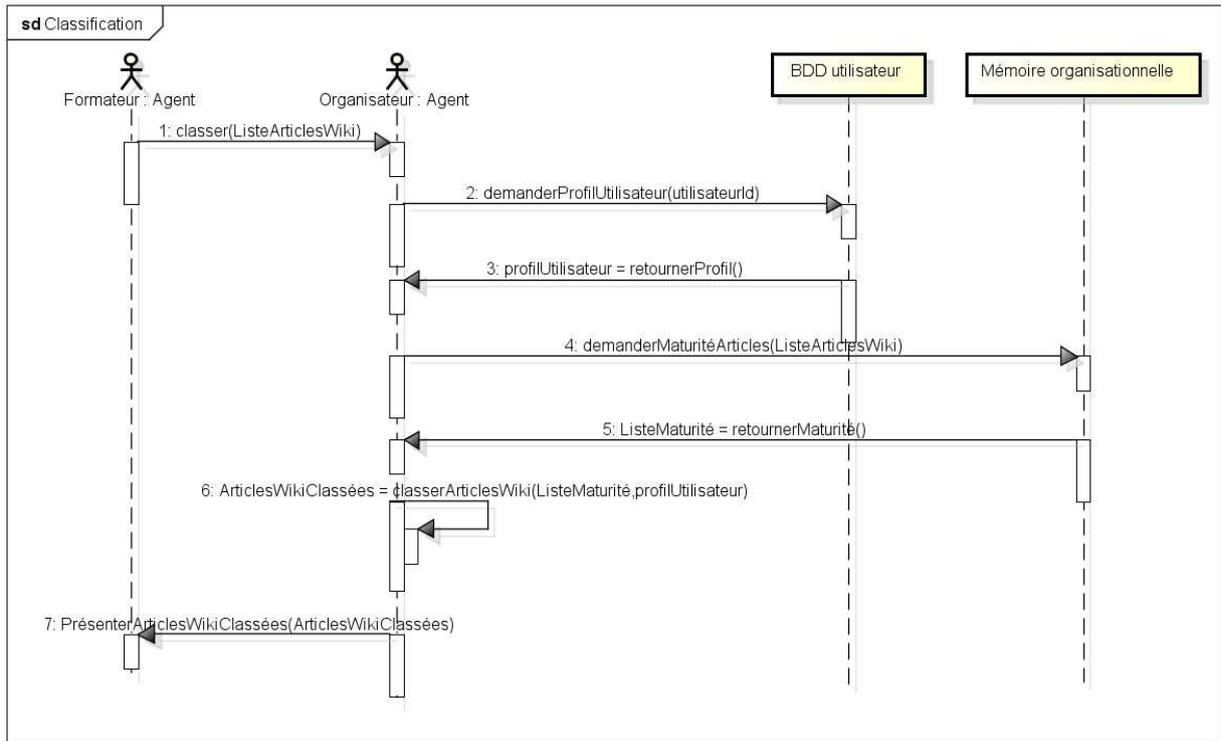 sd Classification
Formateur : Agent
Organisateur : Agent
BDD utilisateur
Mémoire organisationnelle
1: classer(ListeArticlesWiki)
2: demanderProfilUtilisateur(utilisateurId)
3: profilUtilisateur = retournerProfil()
4: demanderMaturitéArticles(ListeArticlesWiki)
5: ListeMaturité = retournerMaturité()
6: ArticlesWikiClassées = classerArticlesWiki(ListeMaturité,profilUtilisateur)
7: PrésenterArticlesWikiClassées(ArticlesWikiClassées)